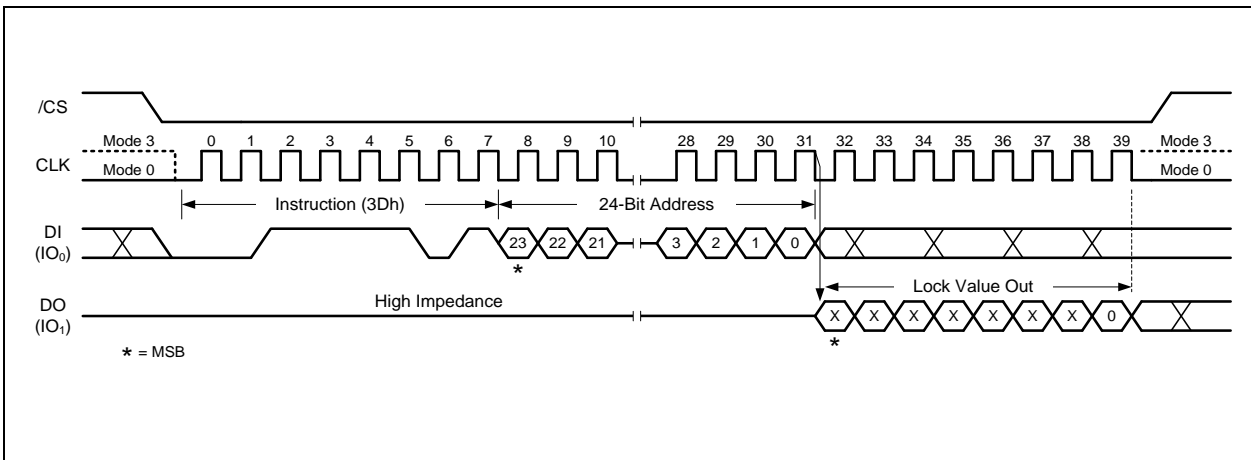 /CS
Mode 3 0 1 2 3 4 5 6 7 8 9 10 28 29 30 31 32 33 34 35 36 37 38 39 Mode 3
CLK Mode 0 Mode 0
Instruction (3Dh) 24-Bit Address
DI
(IO₀)
23 22 21 3 2 1 0
*
High Impedance Lock Value Out
DO
(IO₁)
X X X X X X X 0
*
* = MSB